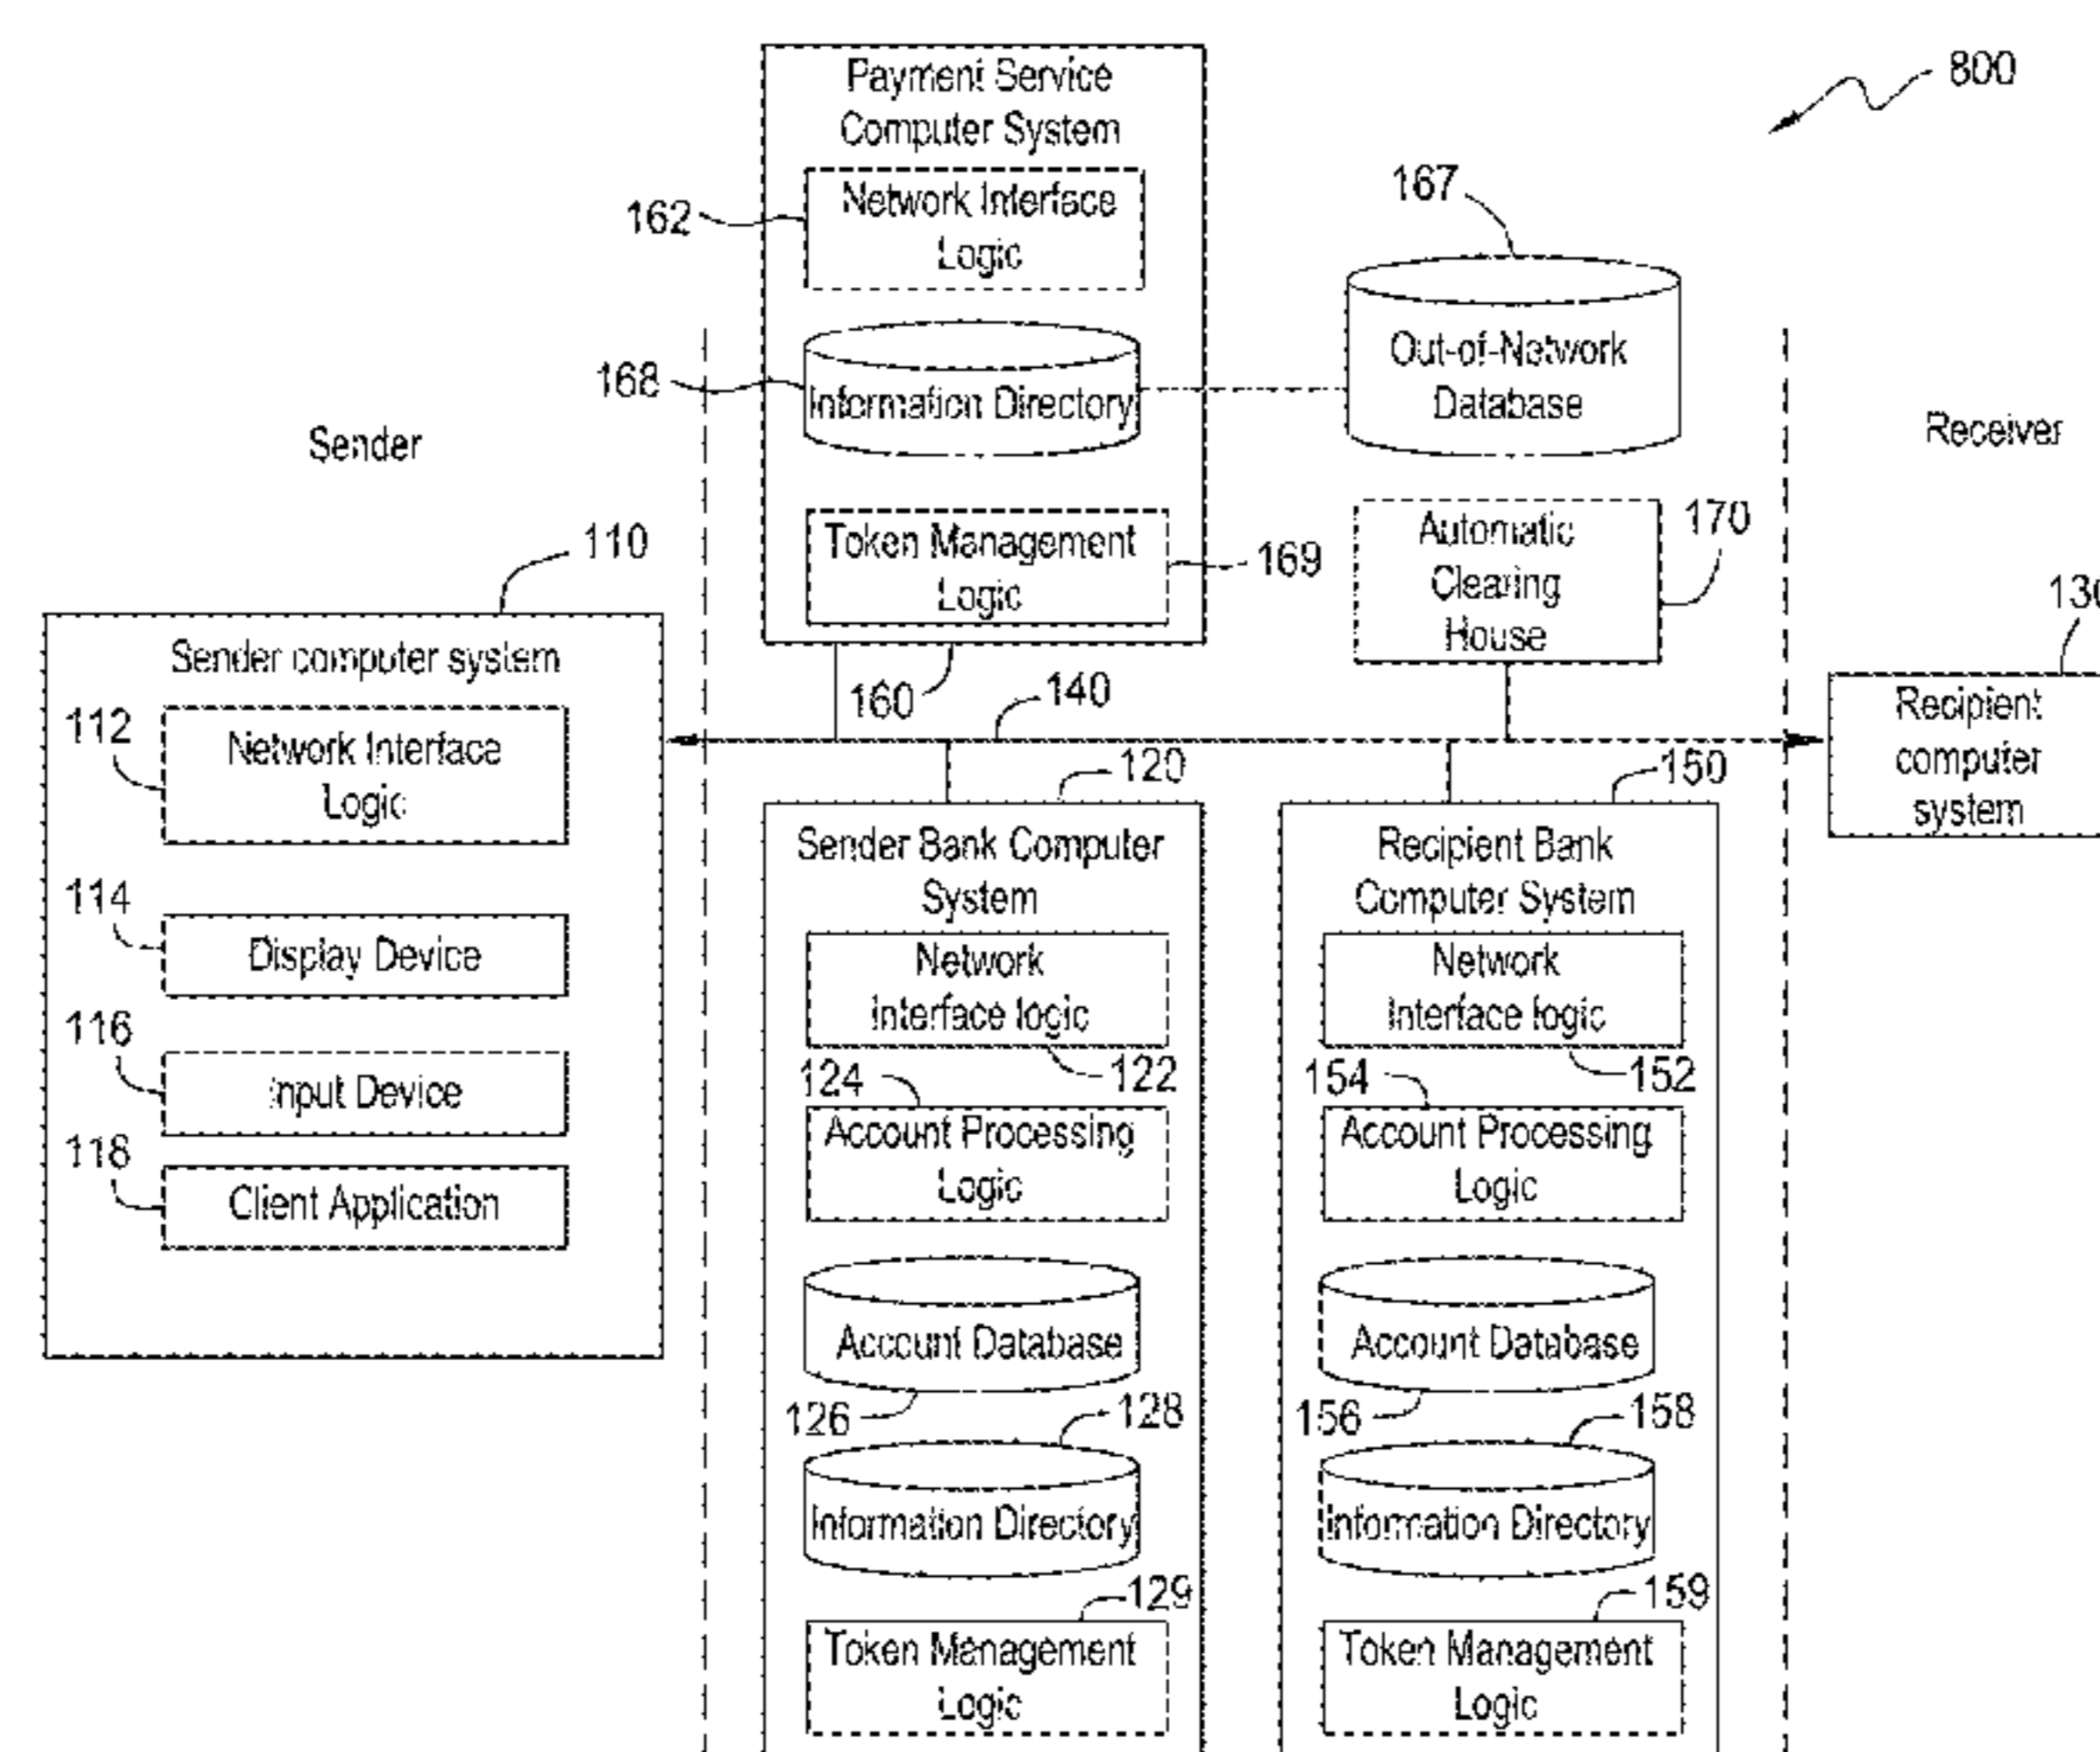 800
Payment Service
Computer System
162
Network Interface
Logic
167
168
Information Directory
Out-of-Network
Database
Sender
Receiver
Token Management
Logic
169
Automatic
Clearing
House
170
110
160
140
Sender computer system
112
Network Interface
Logic
114
Display Device
116
Input Device
118
Client Application
Recipient
computer
system
120
Sender Bank Computer
System
Network
interface logic
122
124
Account Processing
Logic
Account Database
126
128
Information Directory
129
Token Management
Logic
150
Recipient Bank
Computer System
Network
Interface logic
152
154
Account Processing
Logic
Account Database
156
158
Information Directory
159
Token Management
Logic